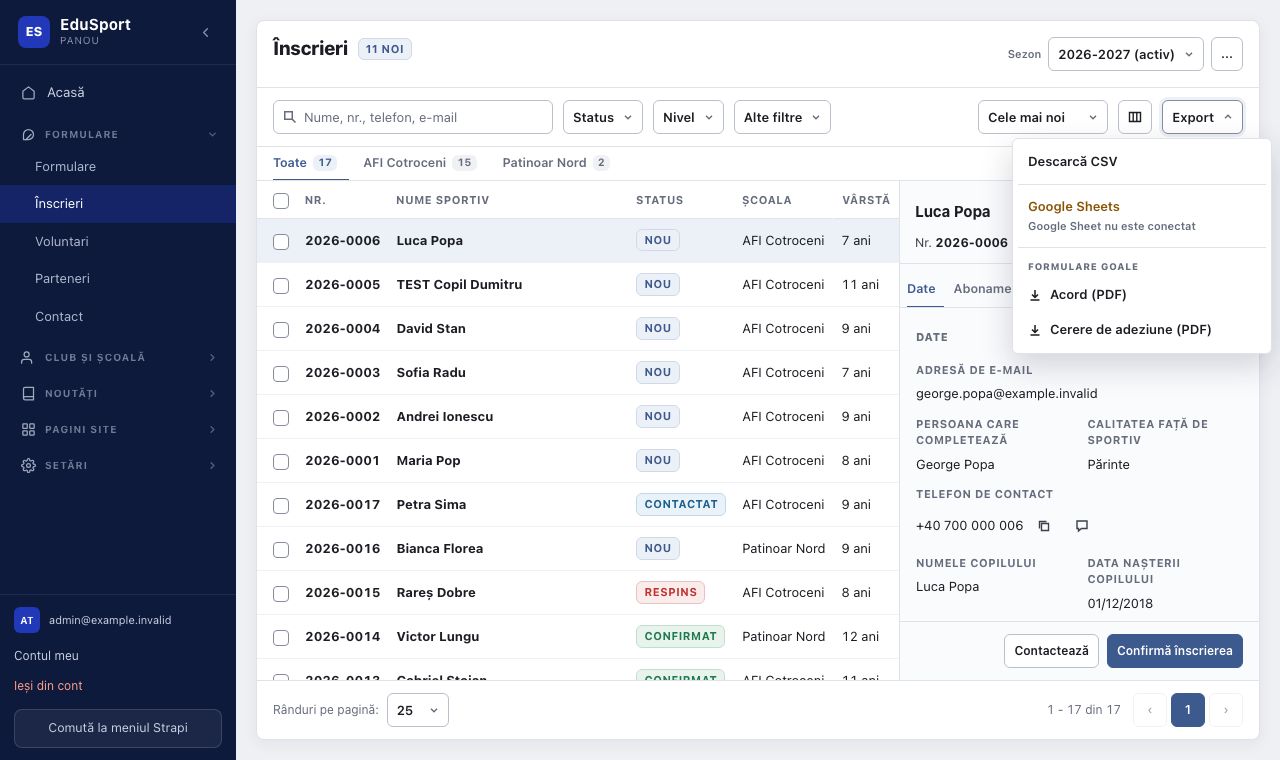 ES
EduSport
PANOU
Acasă
FORMULARE
Formulare
Înscrieri
Voluntari
Parteneri
Contact
CLUB ȘI ȘCOALĂ
NOUTĂȚI
PAGINI SITE
SETĂRI
AT
admin@example.invalid
Contul meu
Ieși din cont
Comută la meniul Strapi
Înscrieri
11 NOI
Sezon
2026-2027 (activ)
...
Nume, nr., telefon, e-mail
Status
Nivel
Alte filtre
Cele mai noi
Export
Toate 17
AFI Cotroceni 15
Patinoar Nord 2
NR. NUME SPORTIV STATUS ȘCOALA VÂRSTĂ
2026-0006 Luca Popa NOU AFI Cotroceni 7 ani
2026-0005 TEST Copil Dumitru NOU AFI Cotroceni 11 ani
2026-0004 David Stan NOU AFI Cotroceni 9 ani
2026-0003 Sofia Radu NOU AFI Cotroceni 7 ani
2026-0002 Andrei Ionescu NOU AFI Cotroceni 9 ani
2026-0001 Maria Pop NOU AFI Cotroceni 8 ani
2026-0017 Petra Sima CONTACTAT AFI Cotroceni 9 ani
2026-0016 Bianca Florea NOU Patinoar Nord 9 ani
2026-0015 Rareș Dobre RESPINS AFI Cotroceni 8 ani
2026-0014 Victor Lungu CONFIRMAT Patinoar Nord 12 ani
2026-0013 Gabriel Stoian CONFIRMAT AFI Cotroceni 11 ani
Descarcă CSV
Google Sheets
Google Sheet nu este conectat
FORMULARE GOALE
Acord (PDF)
Cerere de adeziune (PDF)
Luca Popa
Nr. 2026-0006
Date
DATE
ADRESĂ DE E-MAIL
george.popa@example.invalid
PERSOANA CARE
COMPLETEAZĂ
George Popa
CALITATEA FAȚĂ DE
SPORTIV
Părinte
TELEFON DE CONTACT
+40 700 000 006
NUMELE COPILULUI
Luca Popa
DATA NAȘTERII
COPILULUI
01/12/2018
Contactează
Confirmă înscrierea
Rânduri pe pagină: 25
1 - 17 din 17
‹
1
›